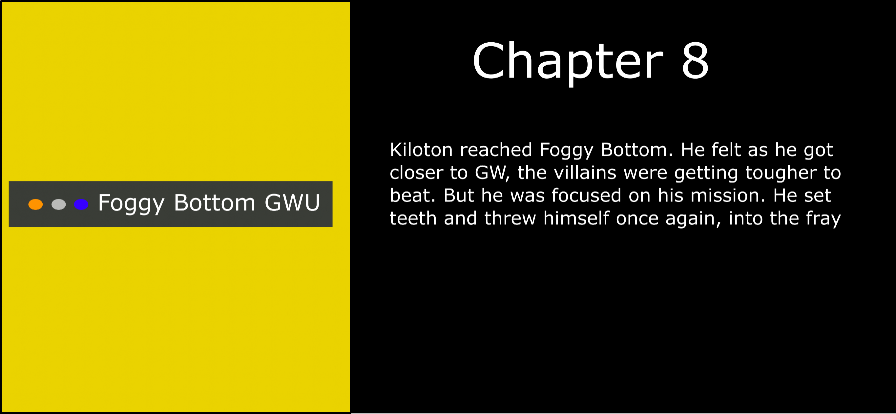 Foggy Bottom GWU
Chapter 8
Kiloton reached Foggy Bottom. He felt as he got
closer to GW, the villains were getting tougher to
beat. But he was focused on his mission. He set
teeth and threw himself once again, into the fray